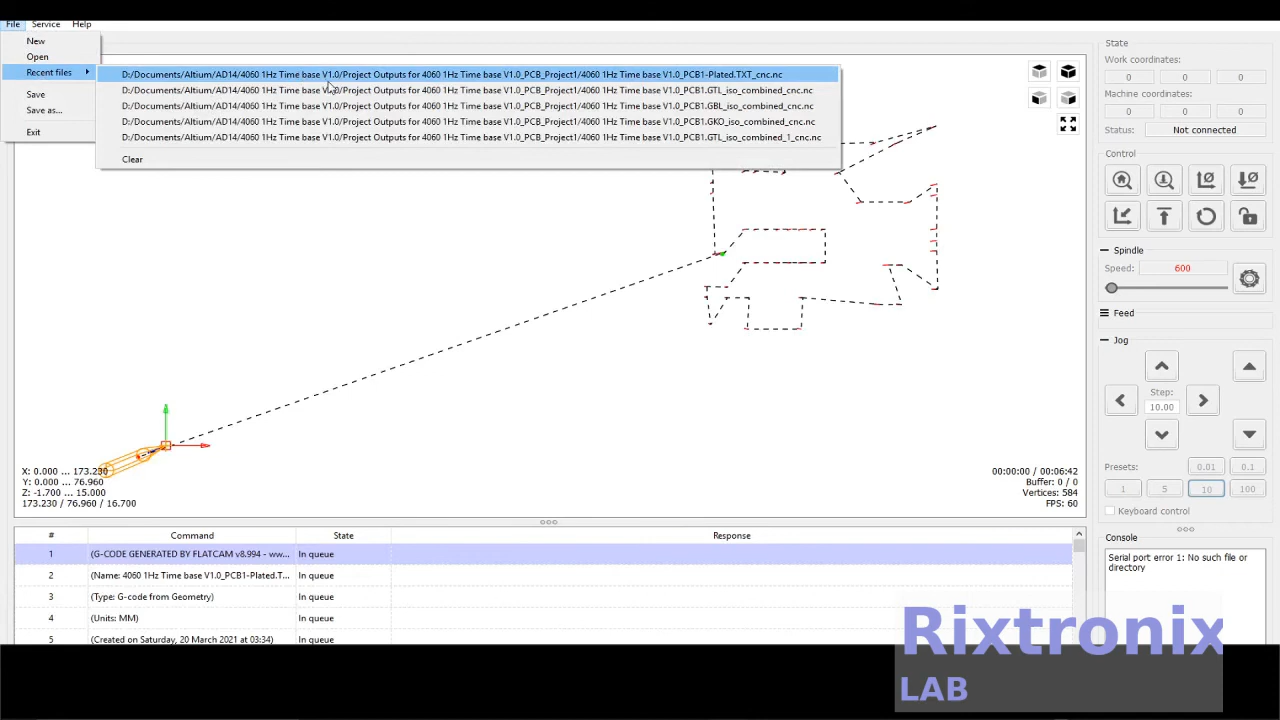 File Service Help
New
Open
Recent files
Save
Save as...
Exit
D:/Documents/Altium/AD14/4060 1Hz Time base V1.0/Project Outputs for 4060 1Hz Time base V1.0_PCB_Project1/4060 1Hz Time base V1.0_PCB1-Plated.TXT_cnc.nc
D:/Documents/Altium/AD14/4060 1Hz Time base V1.0/Project Outputs for 4060 1Hz Time base V1.0_PCB_Project1/4060 1Hz Time base V1.0_PCB1.GTL_iso_combined_cnc.nc
D:/Documents/Altium/AD14/4060 1Hz Time base V1.0/Project Outputs for 4060 1Hz Time base V1.0_PCB_Project1/4060 1Hz Time base V1.0_PCB1.GBL_iso_combined_cnc.nc
D:/Documents/Altium/AD14/4060 1Hz Time base V1.0/Project Outputs for 4060 1Hz Time base V1.0_PCB_Project1/4060 1Hz Time base V1.0_PCB1.GKO_iso_combined_cnc.nc
D:/Documents/Altium/AD14/4060 1Hz Time base V1.0/Project Outputs for 4060 1Hz Time base V1.0_PCB_Project1/4060 1Hz Time base V1.0_PCB1.GTL_iso_combined_1_cnc.nc
Clear
X: 0.000 ... 173.230
Y: 0.000 ... 76.960
Z: -1.700 ... 15.000
173.230 / 76.960 / 16.700
00:00:00 / 00:06:42
Buffer: 0 / 0
Vertices: 584
FPS: 60
# Command State Response
1 (G-CODE GENERATED BY FLATCAM v8.994 - ww... In queue
2 (Name: 4060 1Hz Time base V1.0_PCB1-Plated.T... In queue
3 (Type: G-code from Geometry) In queue
4 (Units: MM) In queue
5 (Created on Saturday, 20 March 2021 at 03:34) In queue
State
Work coordinates:
0 0 0
Machine coordinates:
0 0 0
Status: Not connected
Control
Spindle
Speed: 600
Feed
Jog
Step:
10.00
Presets: 0.01 0.1
1 5 10 100
Keyboard control
Console
Serial port error 1: No such file or
directory
Rixtronix
LAB